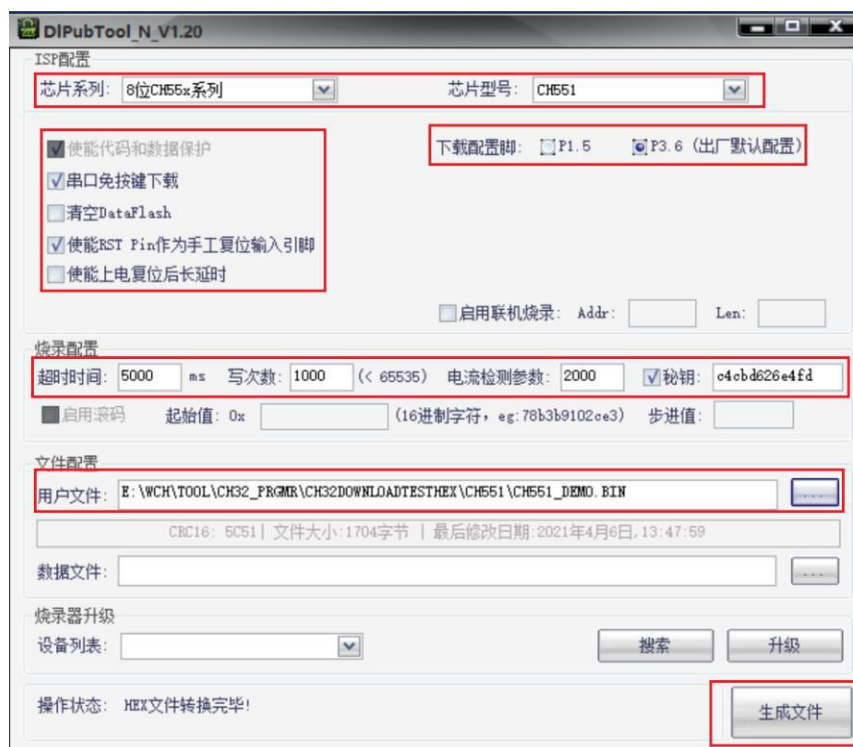 DlPubTool_N_V1.20
ISP配置
芯片系列: 8位CH55x系列 芯片型号: CH551
使能代码和数据保护 下载配置脚: P1.5 P3.6 (出厂默认配置)
串口免按键下载
清空DataFlash
使能RST Pin作为手工复位输入引脚
使能上电复位后长延时
启用联机烧录: Addr: Len:
烧录配置
超时时间: 5000 ms 写次数: 1000 (< 65535) 电流检测参数: 2000 秘钥: c4cbd626e4fd
启用滚码 起始值: 0x (16进制字符, eg:78b3b9102ce3) 步进值:
文件配置
用户文件: E:\WCH\TOOL\CH32_PRGMR\CH32DOWNLOADTESTHEX\CH551\CH551_DEMO.BIN ...
CRC16: 5C51| 文件大小:1704字节 | 最后修改日期:2021年4月6日,13:47:59
数据文件: ...
烧录器升级
设备列表: 搜索 升级
操作状态: HEX文件转换完毕! 生成文件